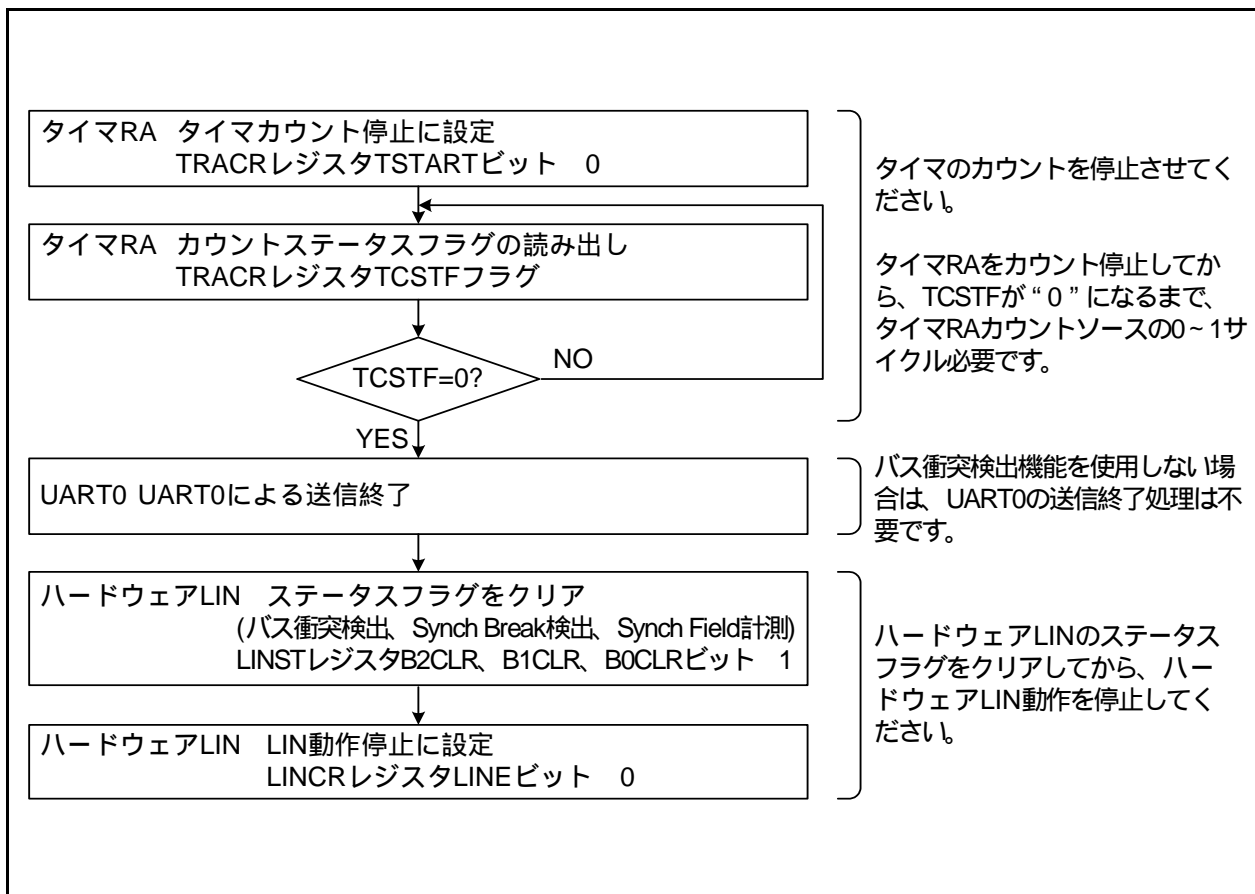 タイマRA タイマカウント停止に設定
TRACRレジスタTSTARTビット 0
タイマRA カウントステータスフラグの読み出し
TRACRレジスタTCSTFフラグ
TCSTF=0?
NO
YES
UART0 UART0による送信終了
ハードウェアLIN ステータスフラグをクリア
(バス衝突検出、Synch Break検出、Synch Field計測)
LINSTレジスタB2CLR、B1CLR、B0CLRビット 1
ハードウェアLIN LIN動作停止に設定
LINCRレジスタLINEビット 0
タイマのカウントを停止させてく
ださい。
タイマRAをカウント停止してか
ら、TCSTFが“0”になるまで、
タイマRAカウントソースの0~1サ
イクル必要です。
バス衝突検出機能を使用しない場
合は、UART0の送信終了処理は不
要です。
ハードウェアLINのステータス
フラグをクリアしてから、ハー
ドウェアLIN動作を停止してく
ださい。